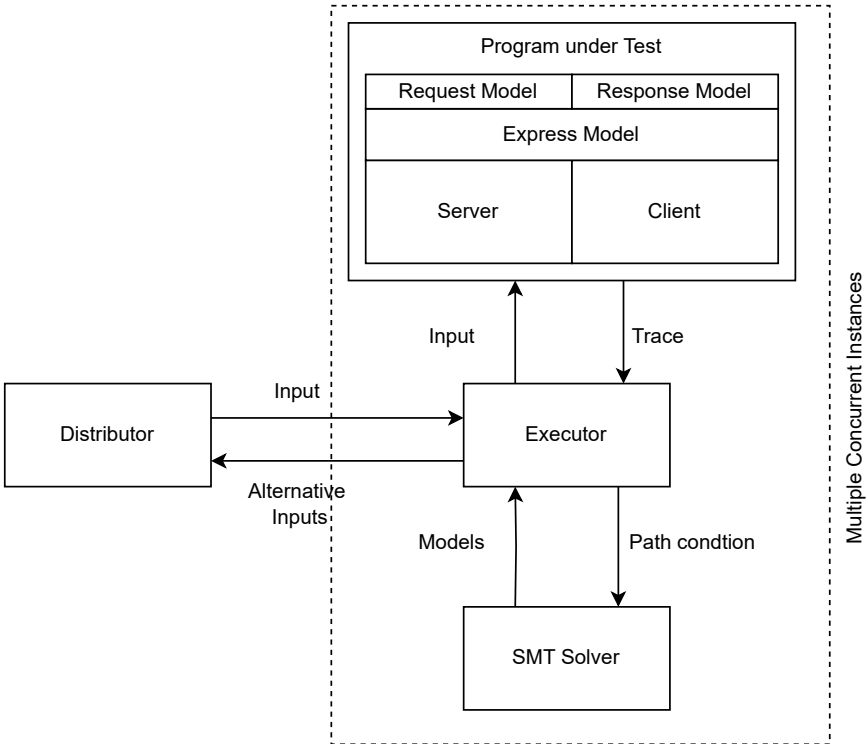 Program under Test
Request Model
Response Model
Express Model
Server
Client
Multiple Concurrent Instances
Input
Trace
Input
Distributor
Executor
Alternative
Inputs
Models
Path condtion
SMT Solver